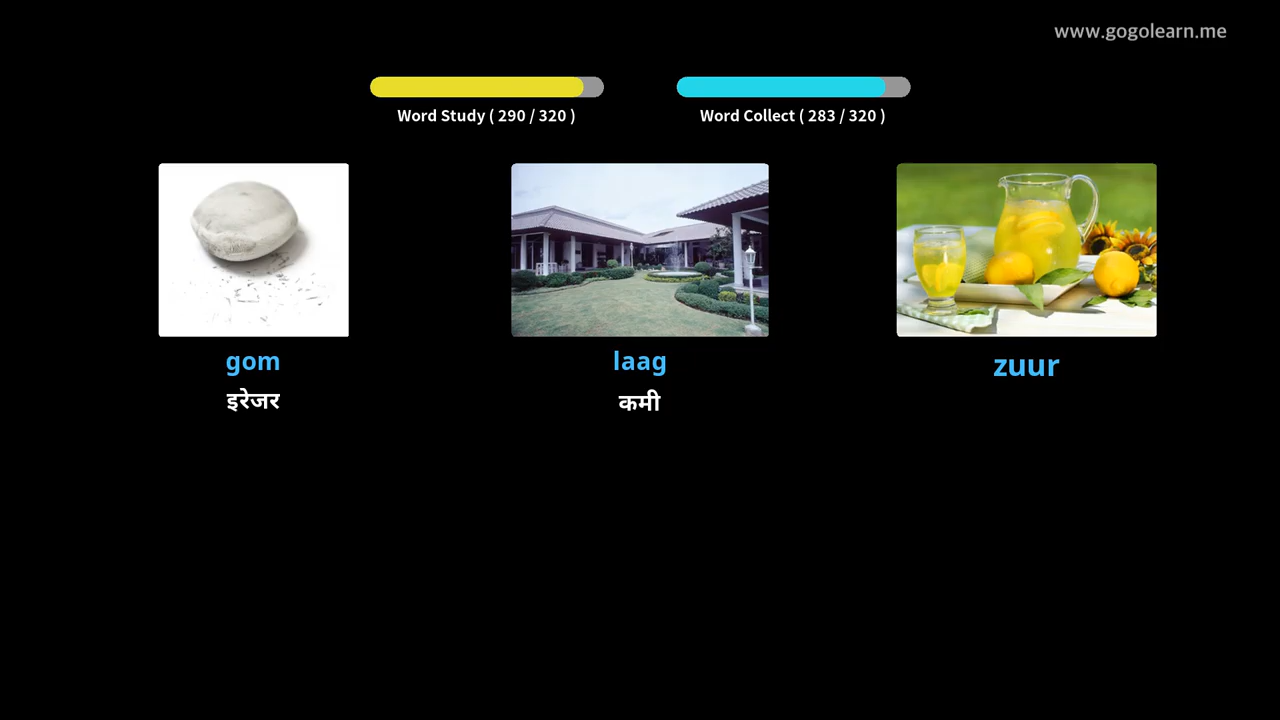 www.gogolearn.me
Word Study ( 290 / 320 )
Word Collect ( 283 / 320 )
gom
laag
zuur
इरेजर
कमी